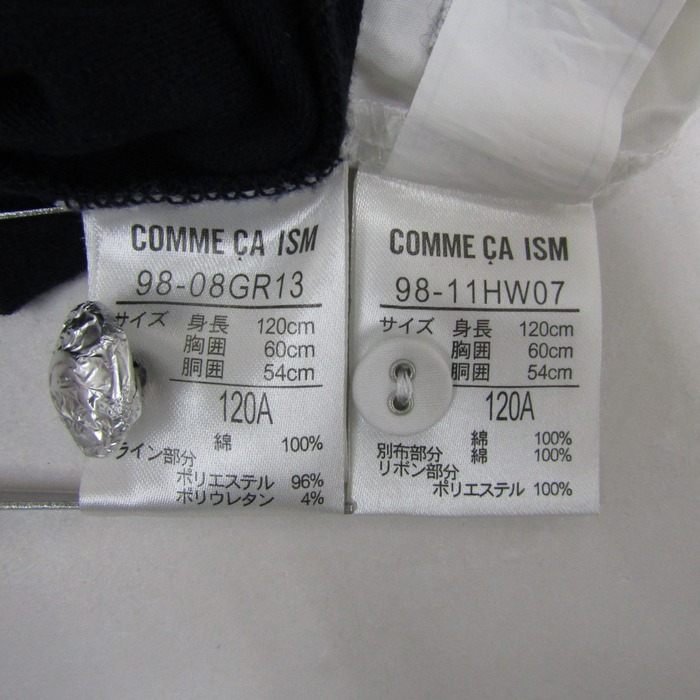 COMME ÇA ISM
98-08GR13
サイズ 身長 120cm
胸囲 60cm
胴囲 54cm
120A
綿 100%
ライン部分
ポリエステル 96%
ポリウレタン 4%
COMME ÇA ISM
98-11HW07
サイズ 身長 120cm
胸囲 60cm
胴囲 54cm
120A
綿 100%
別布部分 綿 100%
リボン部分
ポリエステル 100%